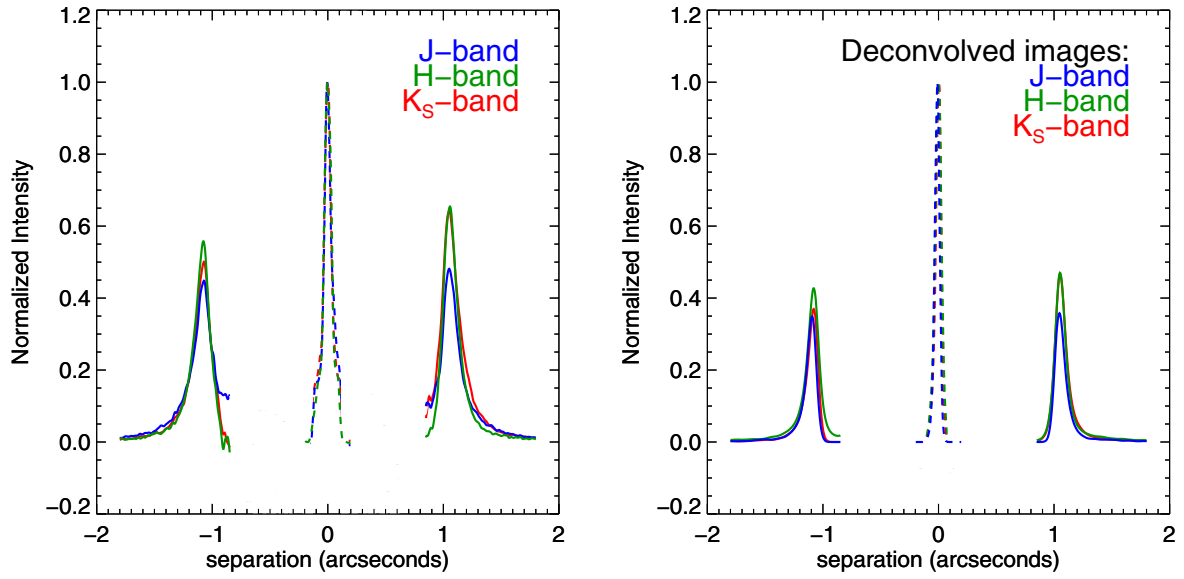 1.2
1.0
0.8
0.6
0.4
0.2
0.0
−0.2
Normalized Intensity
J−band
H−band
K_S−band
−2
−1
0
1
2
separation (arcseconds)
1.2
1.0
0.8
0.6
0.4
0.2
0.0
−0.2
Normalized Intensity
Deconvolved images:
J−band
H−band
K_S−band
−2
−1
0
1
2
separation (arcseconds)